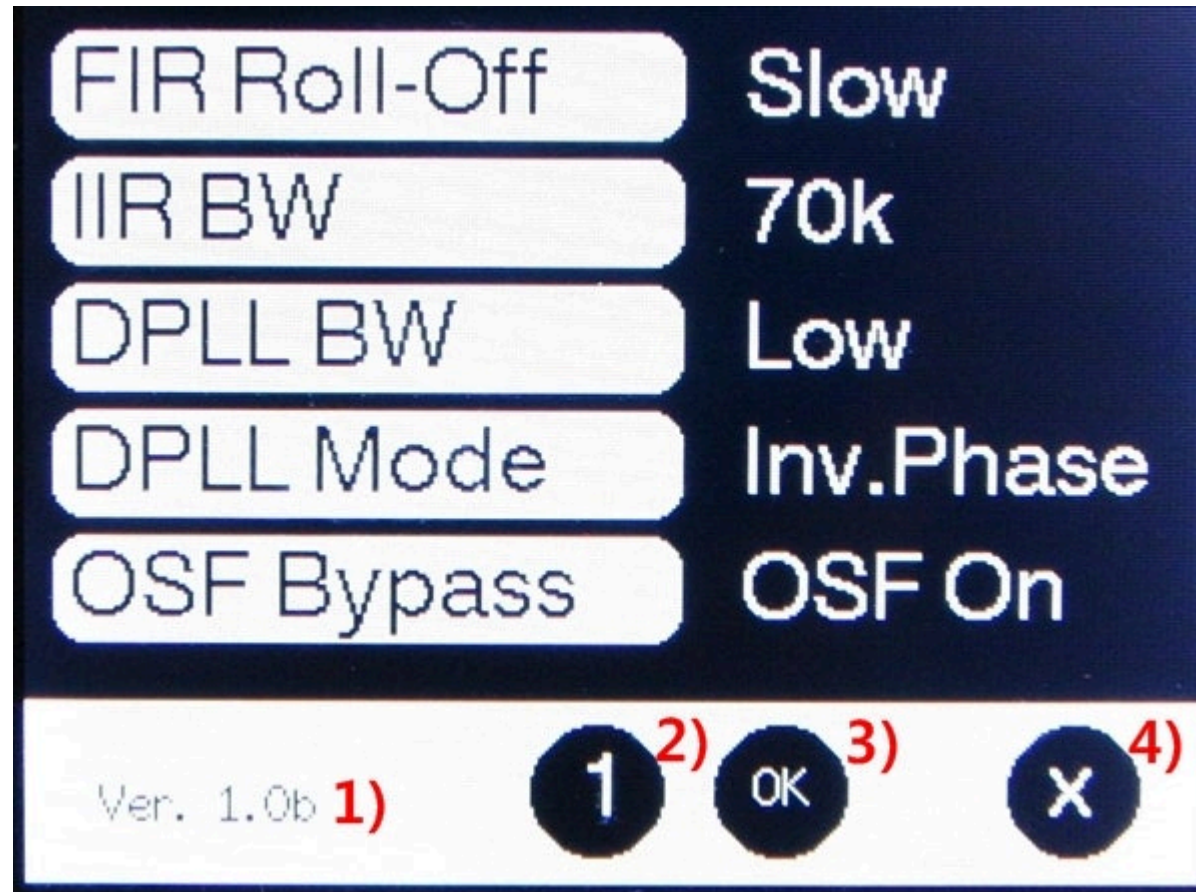 FIR Roll-Off Slow
IIR BW 70k
DPLL BW Low
DPLL Mode Inv.Phase
OSF Bypass OSF On
Ver. 1.0b 1) 1 2) OK 3) X 4)